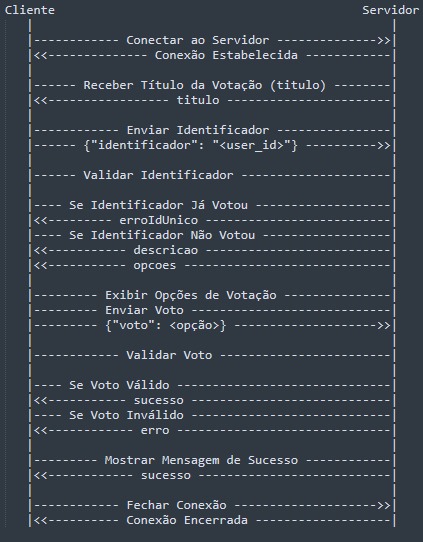 Cliente Servidor
| |
|------------ Conectar ao Servidor -------------->>|
|<<------------- Conexão Estabelecida ------------|
| |
|------ Receber Título da Votação (titulo) --------|
|<<----------------- titulo -----------------------|
| |
|------------ Enviar Identificador ----------------|
|------ {"identificador": "<user_id>"} ---------->>|
| |
|------ Validar Identificador ---------------------|
| |
|---- Se Identificador Já Votou -------------------|
|<<---------- erroIdUnico -------------------------|
|---- Se Identificador Não Votou ------------------|
|<<----------- descricao --------------------------|
|<<----------- opcoes -----------------------------|
| |
|--------- Exibir Opções de Votação ---------------|
|--------- Enviar Voto ----------------------------|
|--------- {"voto": <opção>} -------------------->>|
| |
|------------ Validar Voto ------------------------|
| |
|---- Se Voto Válido ------------------------------|
|<<----------- sucesso ----------------------------|
|---- Se Voto Inválido ----------------------------|
|<<----------- erro -------------------------------|
| |
|--------- Mostrar Mensagem de Sucesso ------------|
|<<----------- sucesso ----------------------------|
| |
|------------ Fechar Conexão -------------------->>|
|<<---------- Conexão Encerrada -------------------|